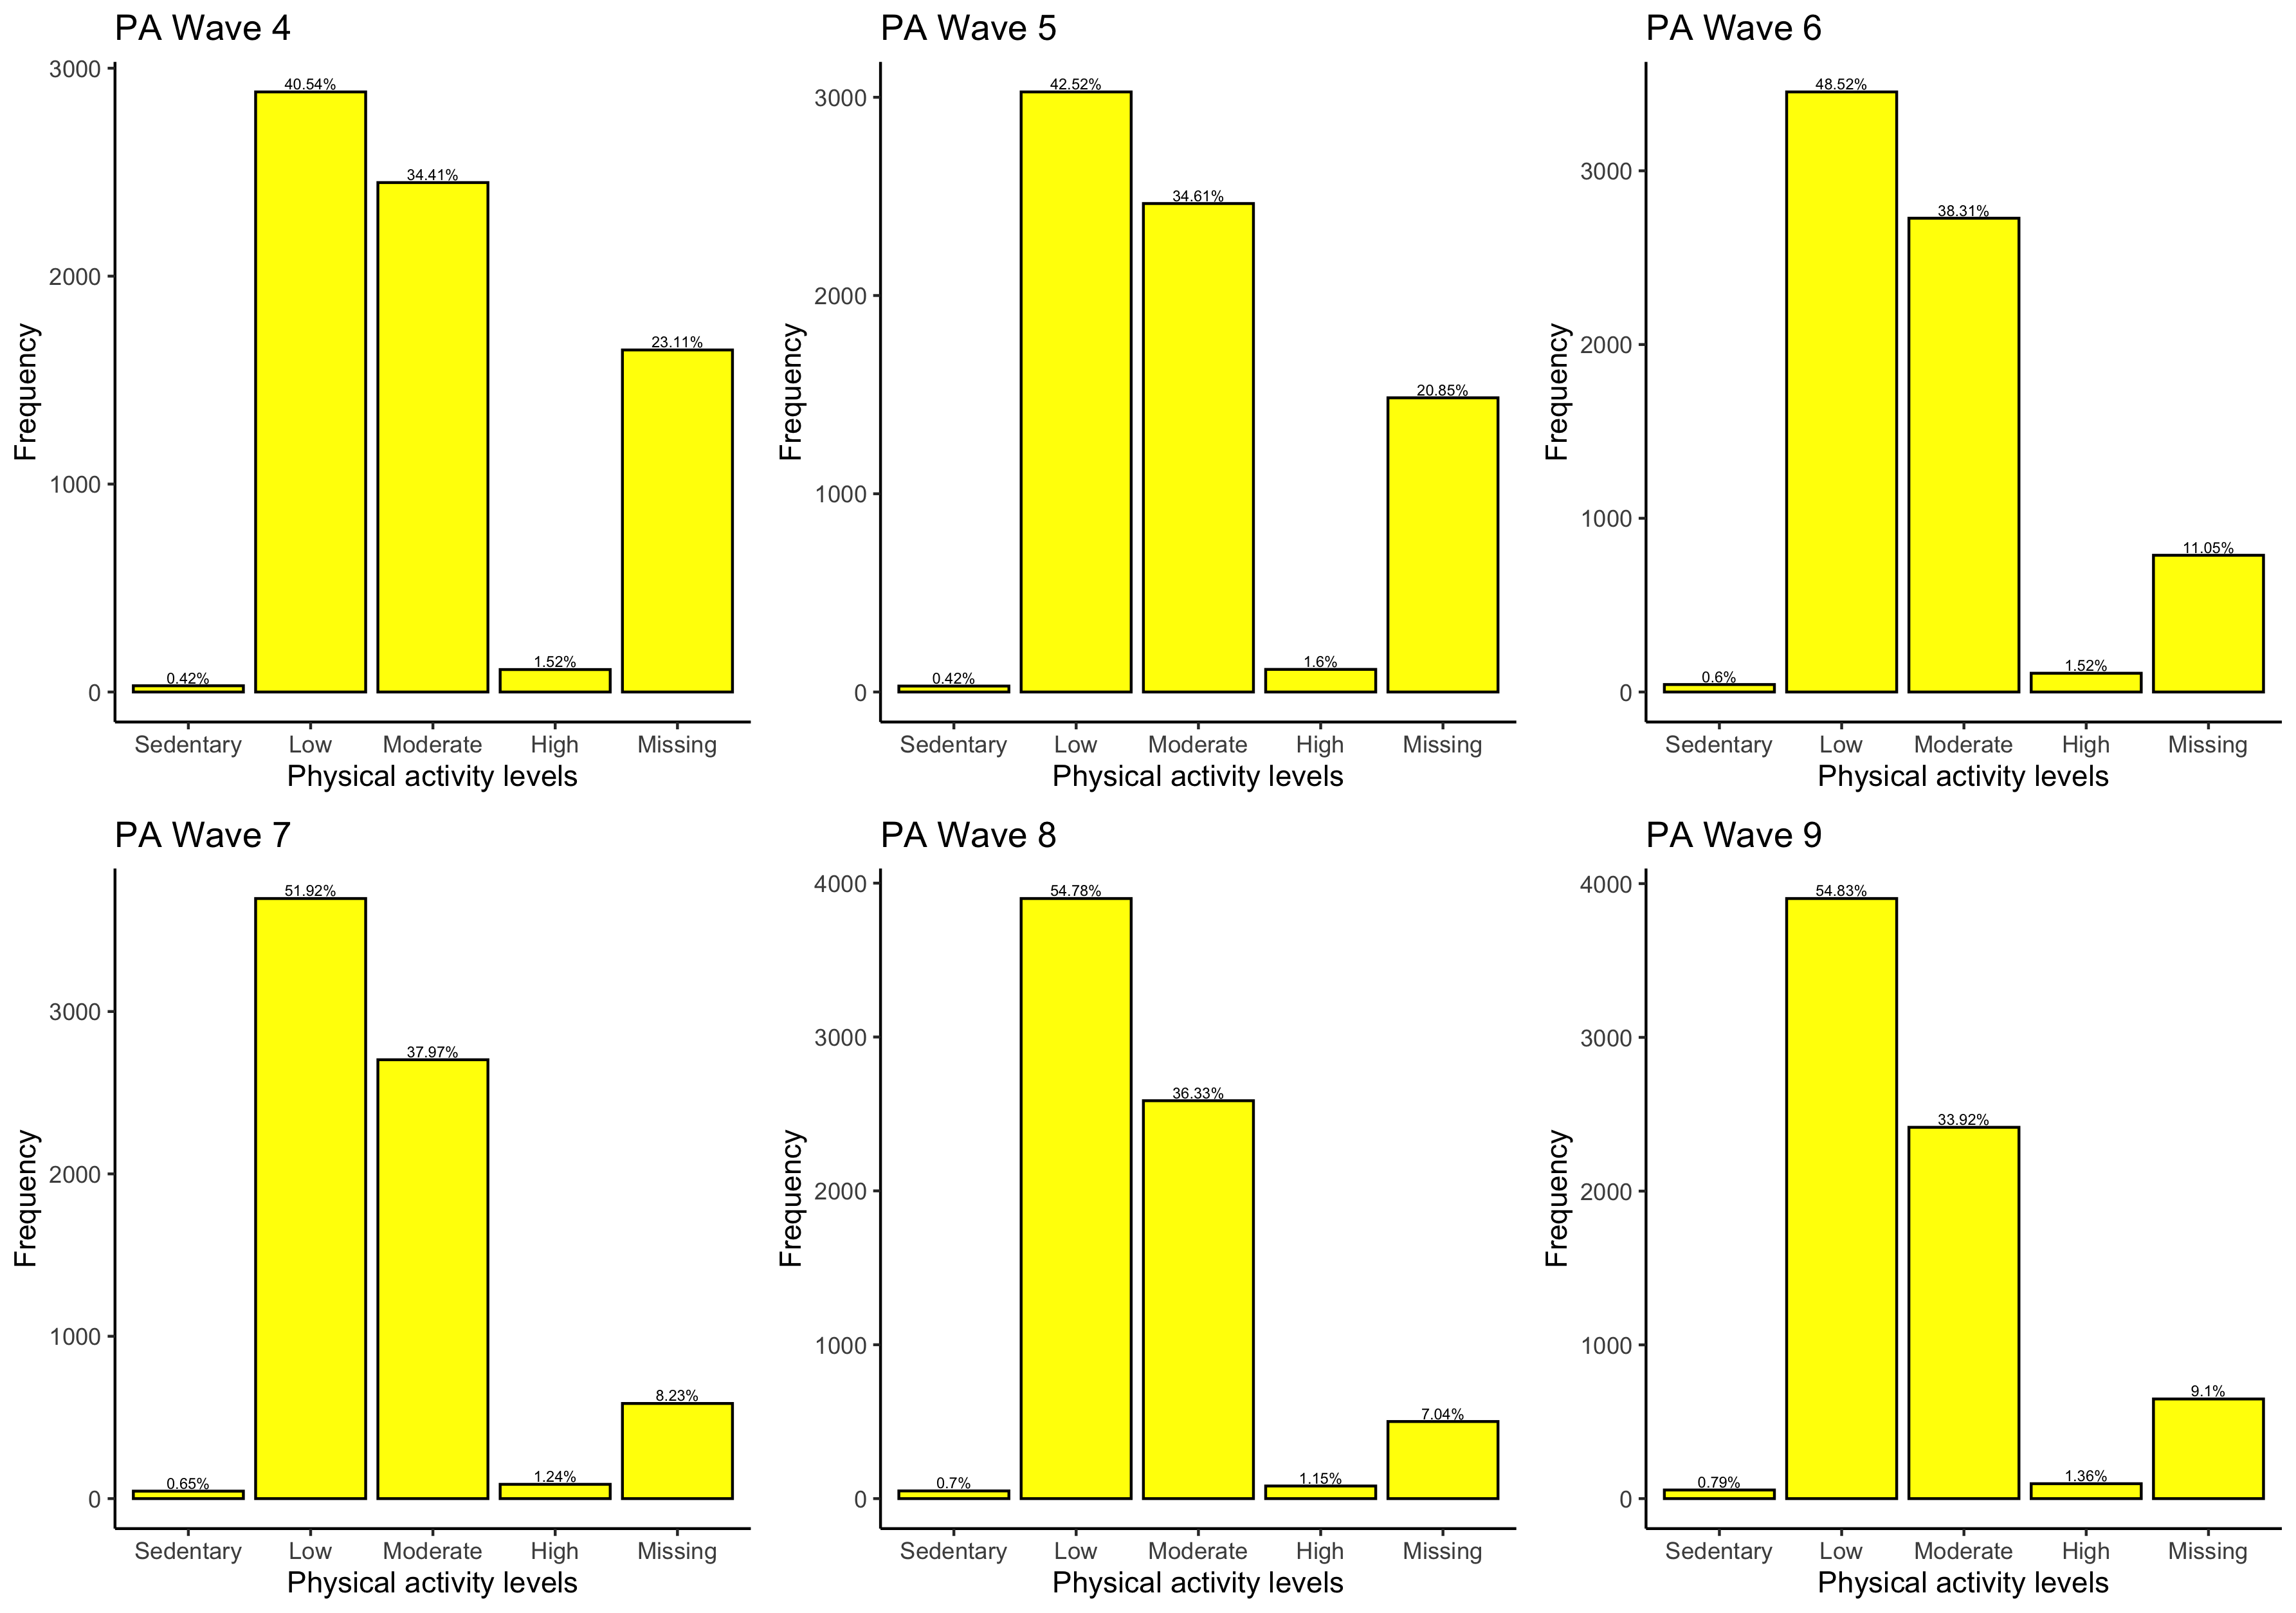 PA Wave 4
3000
2000
1000
0
Frequency
0.42%
40.54%
34.41%
1.52%
23.11%
Sedentary Low Moderate High Missing
Physical activity levels
PA Wave 5
3000
2000
1000
0
Frequency
0.42%
42.52%
34.61%
1.6%
20.85%
Sedentary Low Moderate High Missing
Physical activity levels
PA Wave 6
3000
2000
1000
0
Frequency
0.6%
48.52%
38.31%
1.52%
11.05%
Sedentary Low Moderate High Missing
Physical activity levels
PA Wave 7
3000
2000
1000
0
Frequency
0.65%
51.92%
37.97%
1.24%
8.23%
Sedentary Low Moderate High Missing
Physical activity levels
PA Wave 8
4000
3000
2000
1000
0
Frequency
0.7%
54.78%
36.33%
1.15%
7.04%
Sedentary Low Moderate High Missing
Physical activity levels
PA Wave 9
4000
3000
2000
1000
0
Frequency
0.79%
54.83%
33.92%
1.36%
9.1%
Sedentary Low Moderate High Missing
Physical activity levels